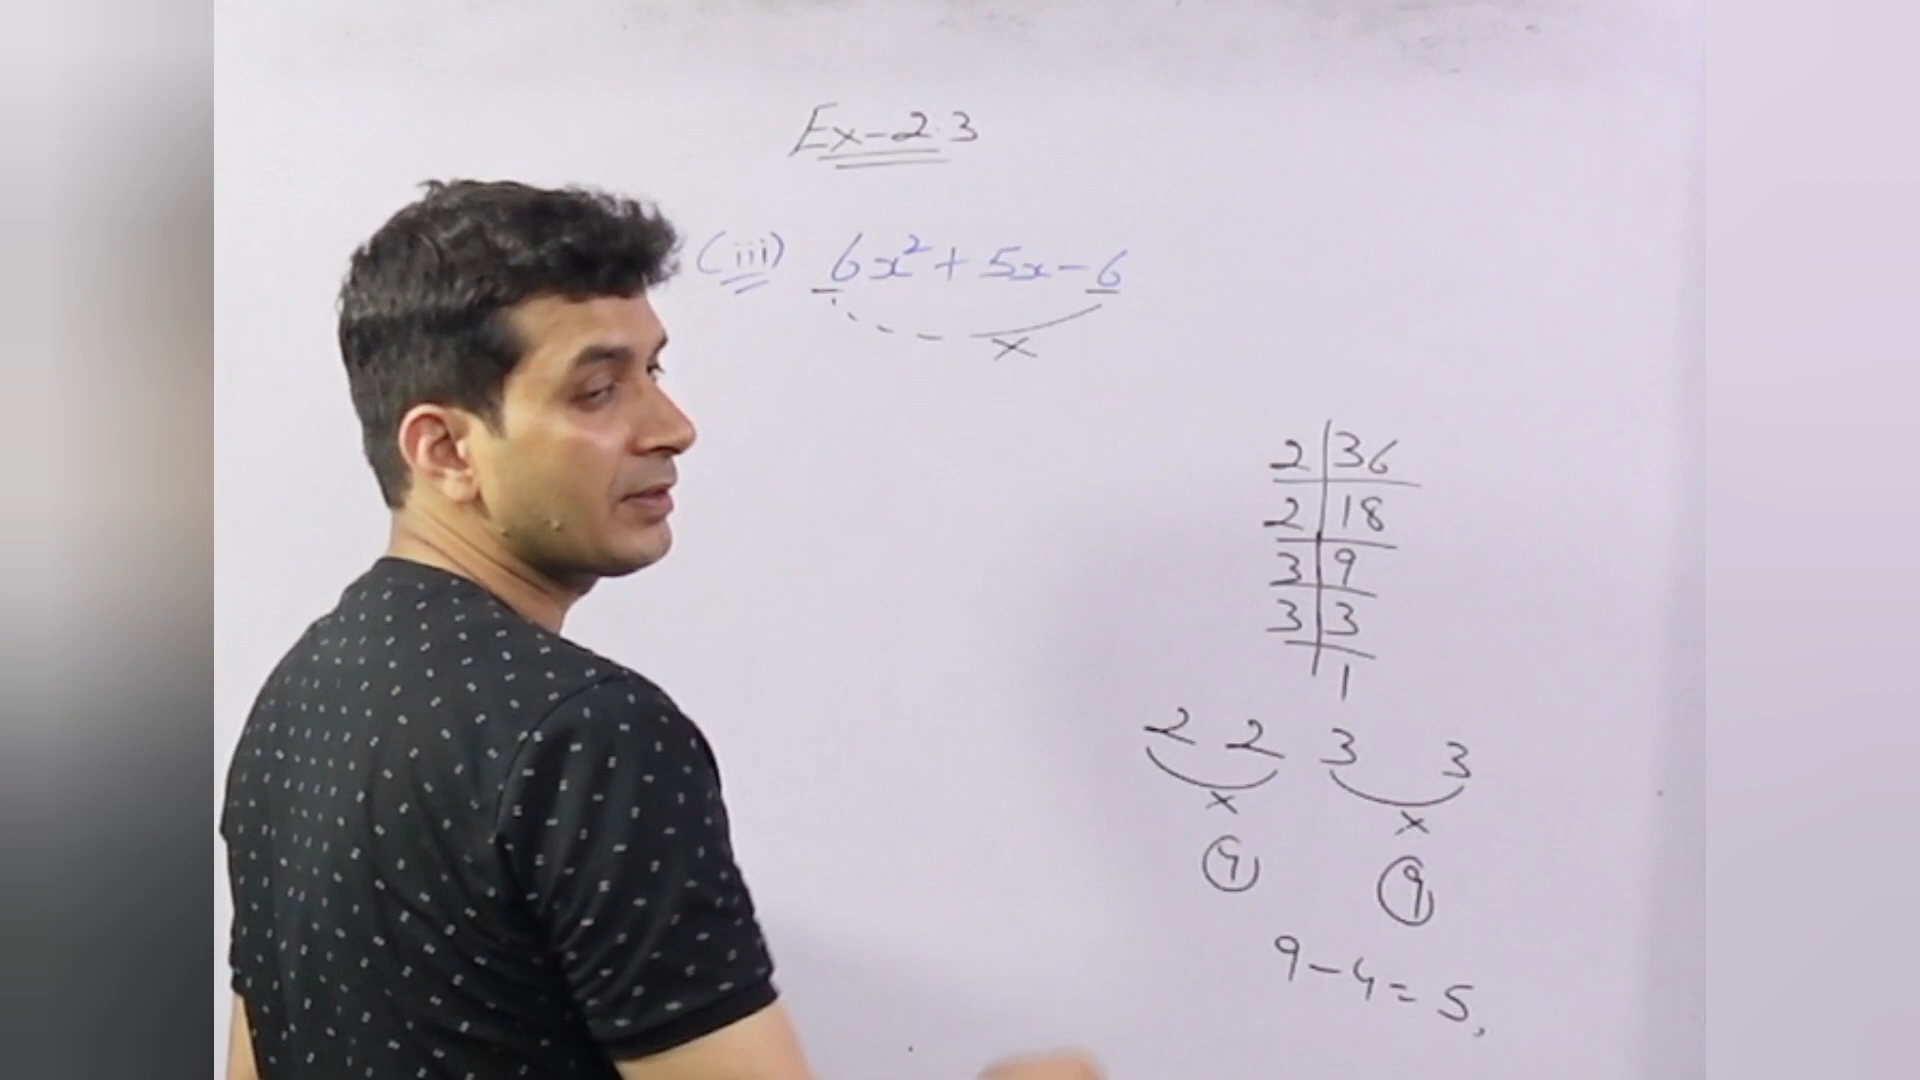 Ex-2.3
(iii) 6x² + 5x - 6
x
2 | 36
2 | 18
3 | 9
3 | 3
1
2 2 3 3
x x
4 9
9 - 4 = 5,